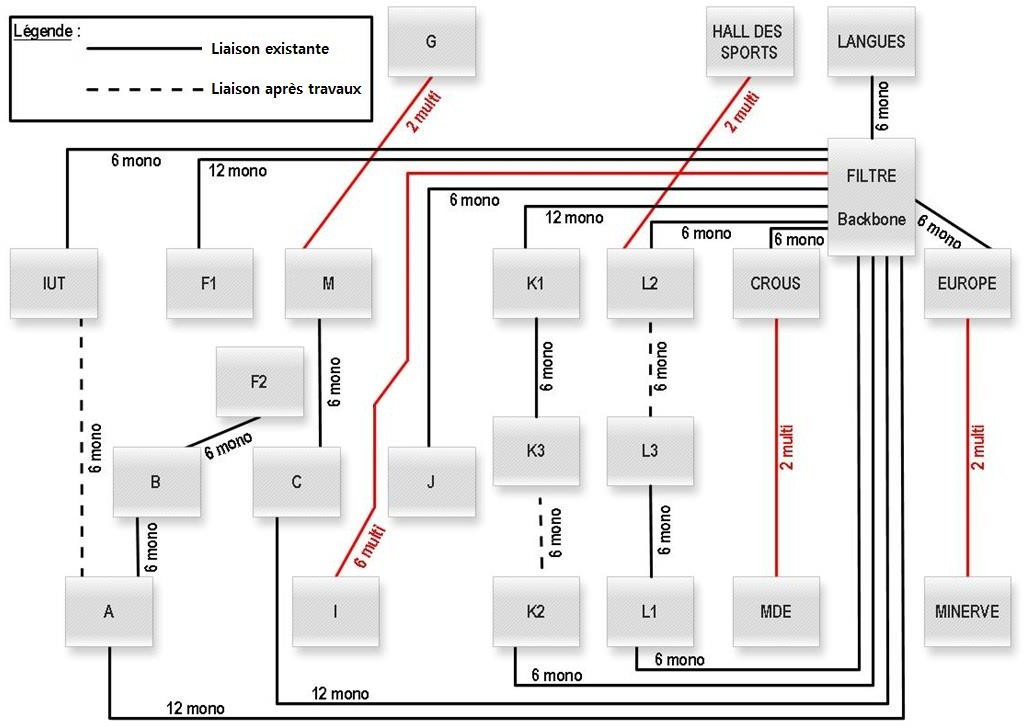 Légende :
Liaison existante
Liaison après travaux
G
HALL DES
SPORTS
LANGUES
2 multi
2 multi
6 mono
6 mono
12 mono
6 mono
12 mono
6 mono
6 mono
FILTRE
Backbone
6 mono
IUT
F1
M
K1
L2
CROUS
EUROPE
F2
6 mono
6 mono
6 mono
6 mono
6 mono
B
C
J
K3
L3
2 multi
2 multi
6 mono
6 multi
6 mono
6 mono
A
I
K2
L1
MDE
MINERVE
6 mono
6 mono
12 mono
12 mono